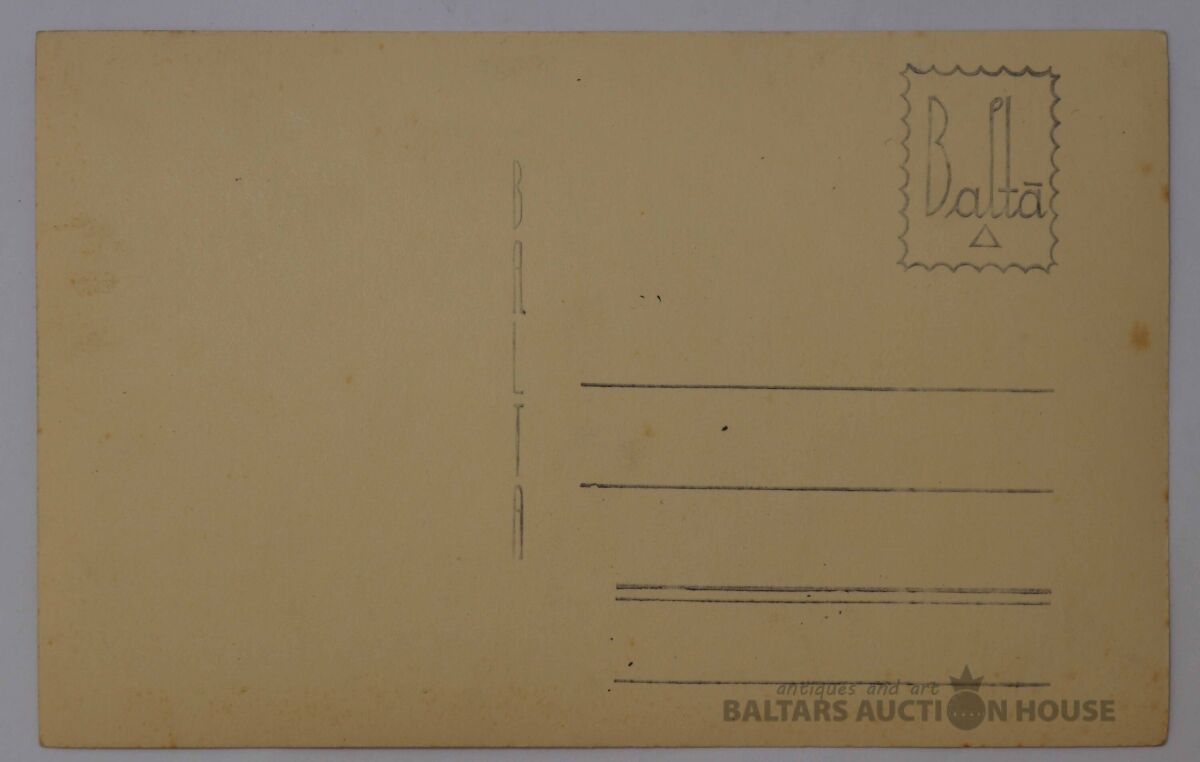 Baltā
BALTA
antiques and art
BALTARS AUCTION HOUSE